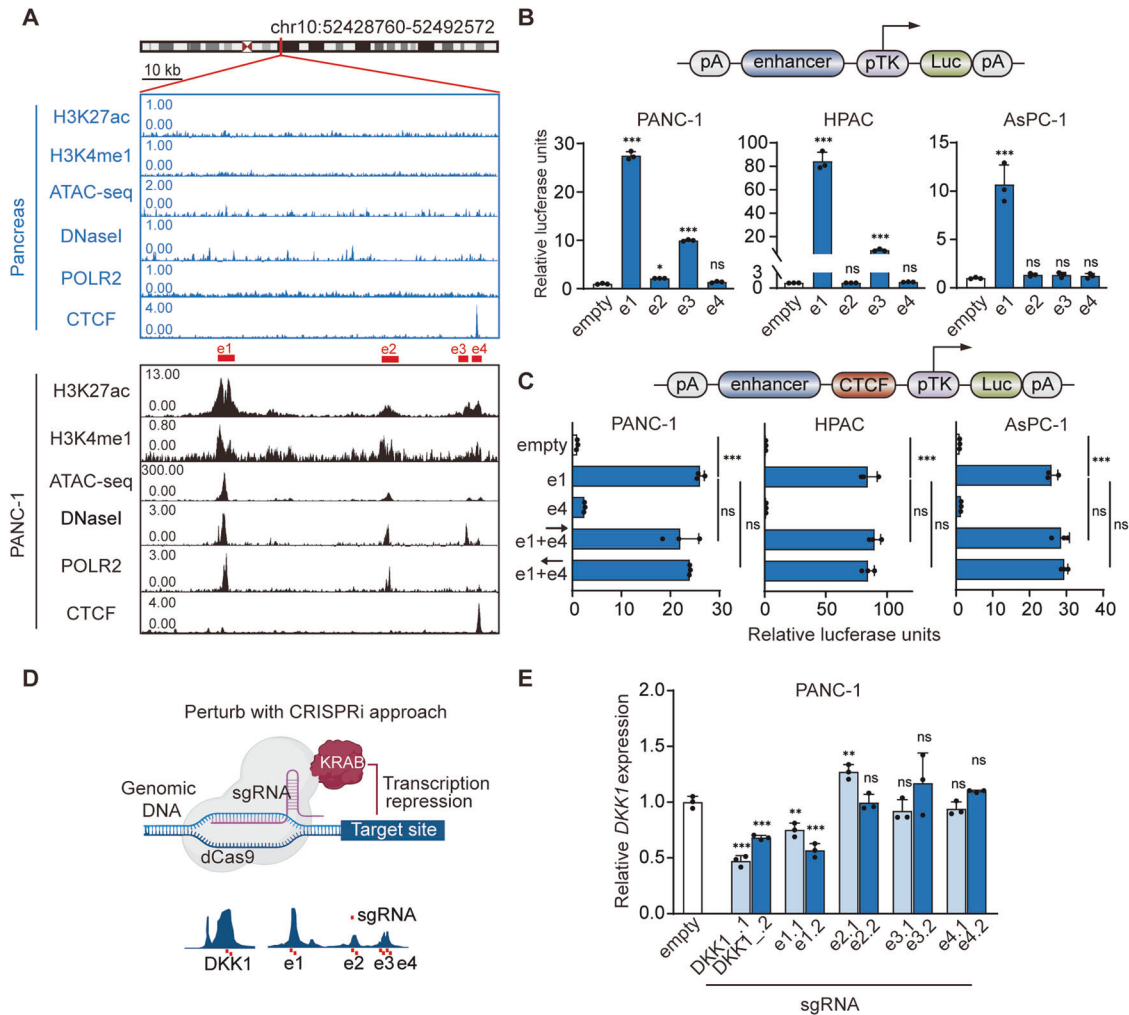 A
chr10:52428760-52492572
10 kb
Pancreas
H3K27ac
1.00
0.00
H3K4me1
1.00
0.00
ATAC-seq
2.00
0.00
DNaseI
1.00
0.00
POLR2
1.00
0.00
CTCF
4.00
0.00
e1 e2 e3 e4
PANC-1
H3K27ac
13.00
0.00
H3K4me1
0.80
0.00
ATAC-seq
300.00
0.00
DNaseI
3.00
0.00
POLR2
3.00
0.00
CTCF
4.00
0.00
B
pA enhancer pTK Luc pA
PANC-1
Relative luciferase units
30
20
10
0
***
*
***
ns
empty e1 e2 e3 e4
HPAC
100
80
60
40
20
3
0
***
ns
***
ns
empty e1 e2 e3 e4
AsPC-1
15
10
5
0
***
ns ns ns
empty e1 e2 e3 e4
C
pA enhancer CTCF pTK Luc pA
PANC-1 HPAC AsPC-1
empty
e1
e4
e1+e4
e1+e4
***
ns ns
***
ns ns
***
ns ns
0 10 20 30
0 50 100
0 10 20 30 40
Relative lucferase units
D
Perturb with CRISPRi approach
KRAB
Genomic
DNA
sgRNA
Transcription
repression
Target site
dCas9
sgRNA
DKK1 e1 e2 e3 e4
E
PANC-1
Relative DKK1 expression
2.0
1.5
1.0
0.5
0.0
*** *** ** *** ** ns ns ns ns ns
empty DKK1_.1 DKK1_.2 e1.1 e1.2 e2.1 e2.2 e3.1 e3.2 e4.1 e4.2
sgRNA